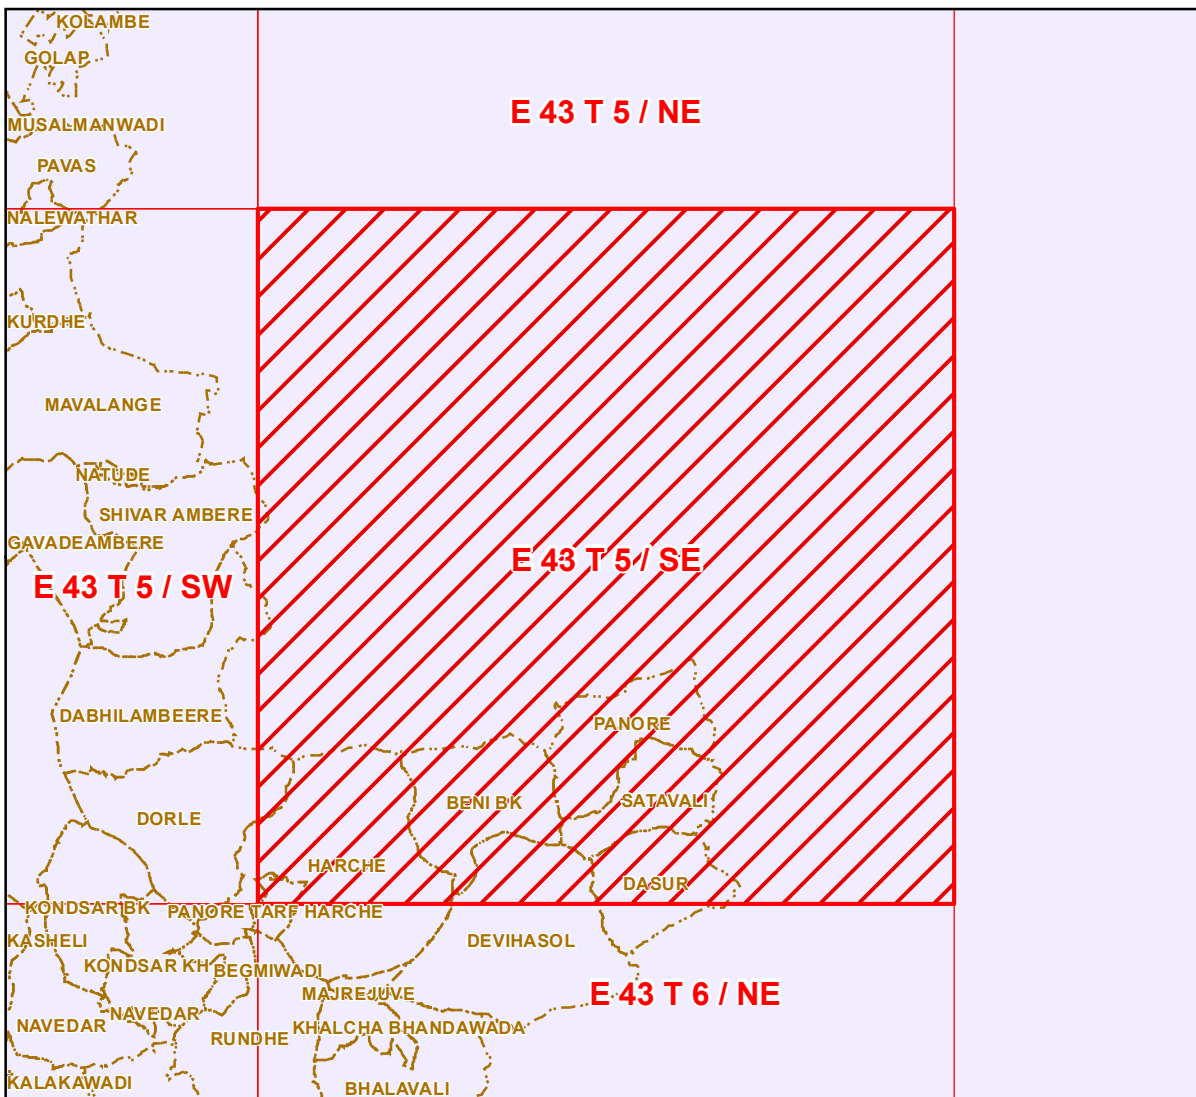 KOLAMBE
GOLAP
E 43 T 5 / NE
MUSALMANWADI
PAVAS
NALEWATHAR
KURDHE
MAVALANGE
NATUDE
SHIVAR AMBERE
GAVADEAMBERE
E 43 T 5 / SE
E 43 T 5 / SW
DABHILAMBEERE
PANORE
SATAVALI
BENI BK
DORLE
HARCHE
DASUR
KONDSAR BK
PANORE TARF HARCHE
KASHELI
DEVIHASOL
KONDSAR KH
BEGMIWADI
MAJREJUVE
E 43 T 6 / NE
NAVEDAR
NAVEDAR
KHALCHA BHANDAWADA
RUNDHE
KALAKAWADI
BHALAVALI